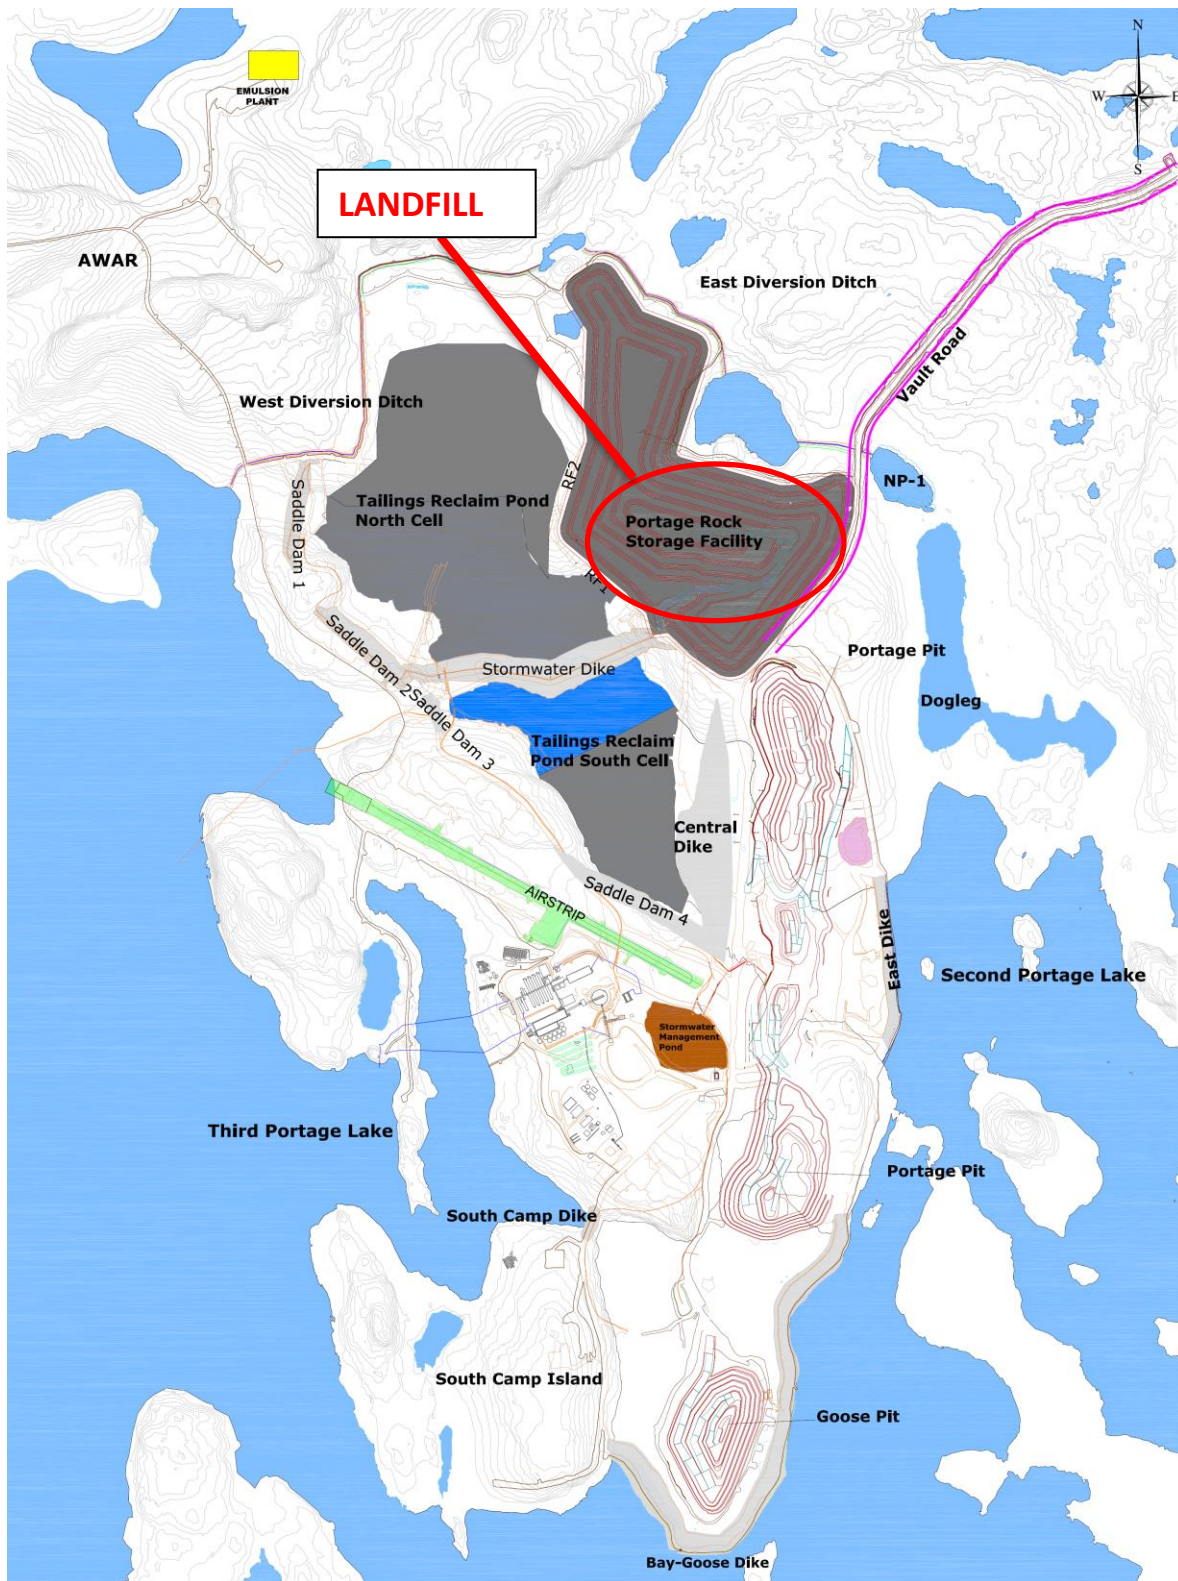 N
W
E
S
EMULSION
PLANT
LANDFILL
AWAR
East Diversion Ditch
Vault Road
West Diversion Ditch
RF2
NP-1
Saddle Dam 1
Tailings Reclaim Pond
North Cell
Portage Rock
Storage Facility
RF1
Saddle Dam 2
Stormwater Dike
Portage Pit
Saddle Dam 3
Dogleg
Tailings Reclaim
Pond South Cell
Central
Dike
Saddle Dam 4
AIRSTRIP
East Dike
Second Portage Lake
Stormwater
Management
Pond
Third Portage Lake
Portage Pit
South Camp Dike
South Camp Island
Goose Pit
Bay-Goose Dike